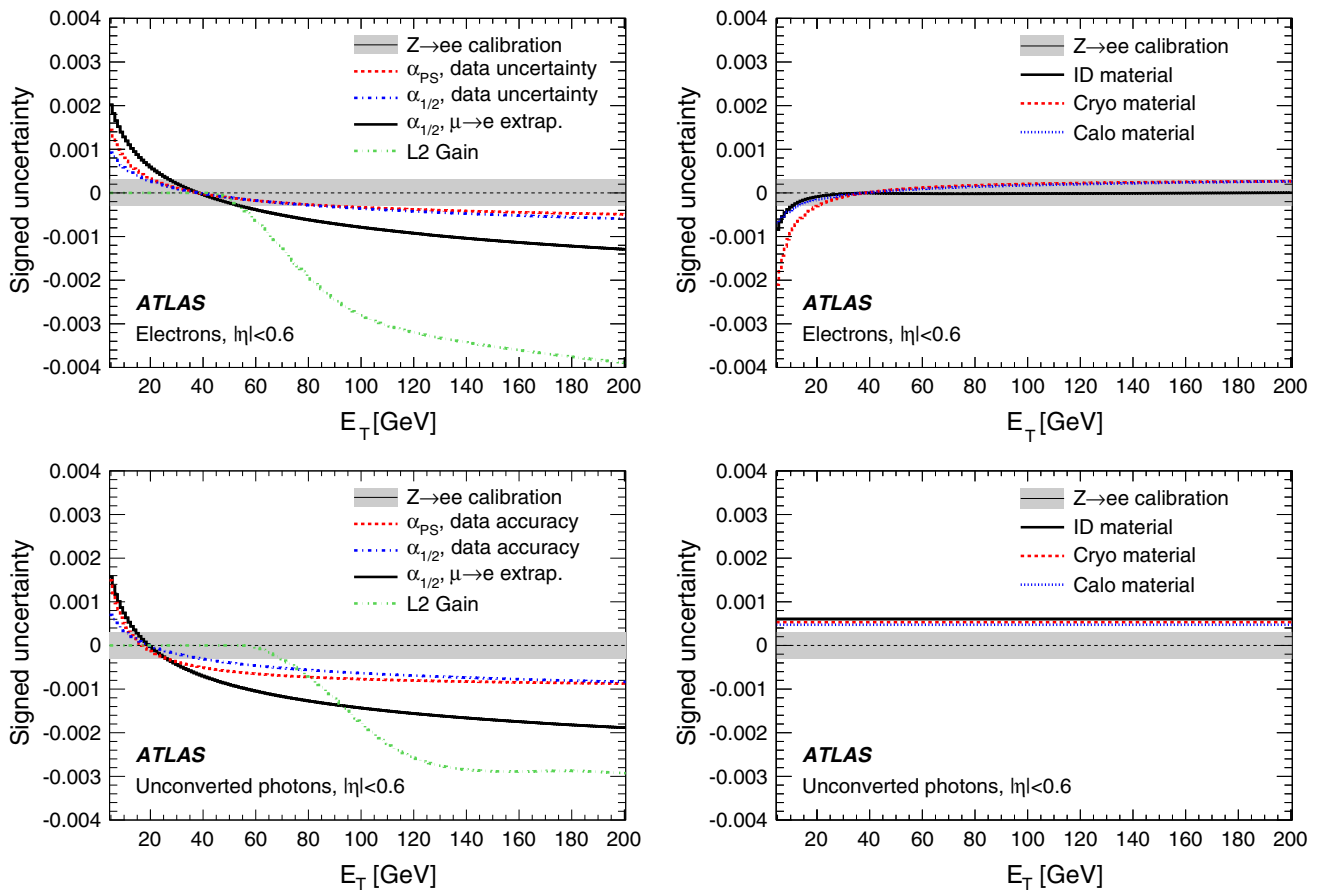 0.004
0.003
0.002
0.001
0
-0.001
-0.002
-0.003
-0.004
Signed uncertainty
Z→ee calibration
α_PS, data uncertainty
α_1/2, data uncertainty
α_1/2, μ→e extrap.
L2 Gain
ATLAS
Electrons, |η|<0.6
20 40 60 80 100 120 140 160 180 200
E_T [GeV]
0.004
0.003
0.002
0.001
0
-0.001
-0.002
-0.003
-0.004
Signed uncertainty
Z→ee calibration
ID material
Cryo material
Calo material
ATLAS
Electrons, |η|<0.6
20 40 60 80 100 120 140 160 180 200
E_T [GeV]
0.004
0.003
0.002
0.001
0
-0.001
-0.002
-0.003
-0.004
Signed uncertainty
Z→ee calibration
α_PS, data accuracy
α_1/2, data accuracy
α_1/2, μ→e extrap.
L2 Gain
ATLAS
Unconverted photons, |η|<0.6
20 40 60 80 100 120 140 160 180 200
E_T [GeV]
0.004
0.003
0.002
0.001
0
-0.001
-0.002
-0.003
-0.004
Signed uncertainty
Z→ee calibration
ID material
Cryo material
Calo material
ATLAS
Unconverted photons, |η|<0.6
20 40 60 80 100 120 140 160 180 200
E_T [GeV]